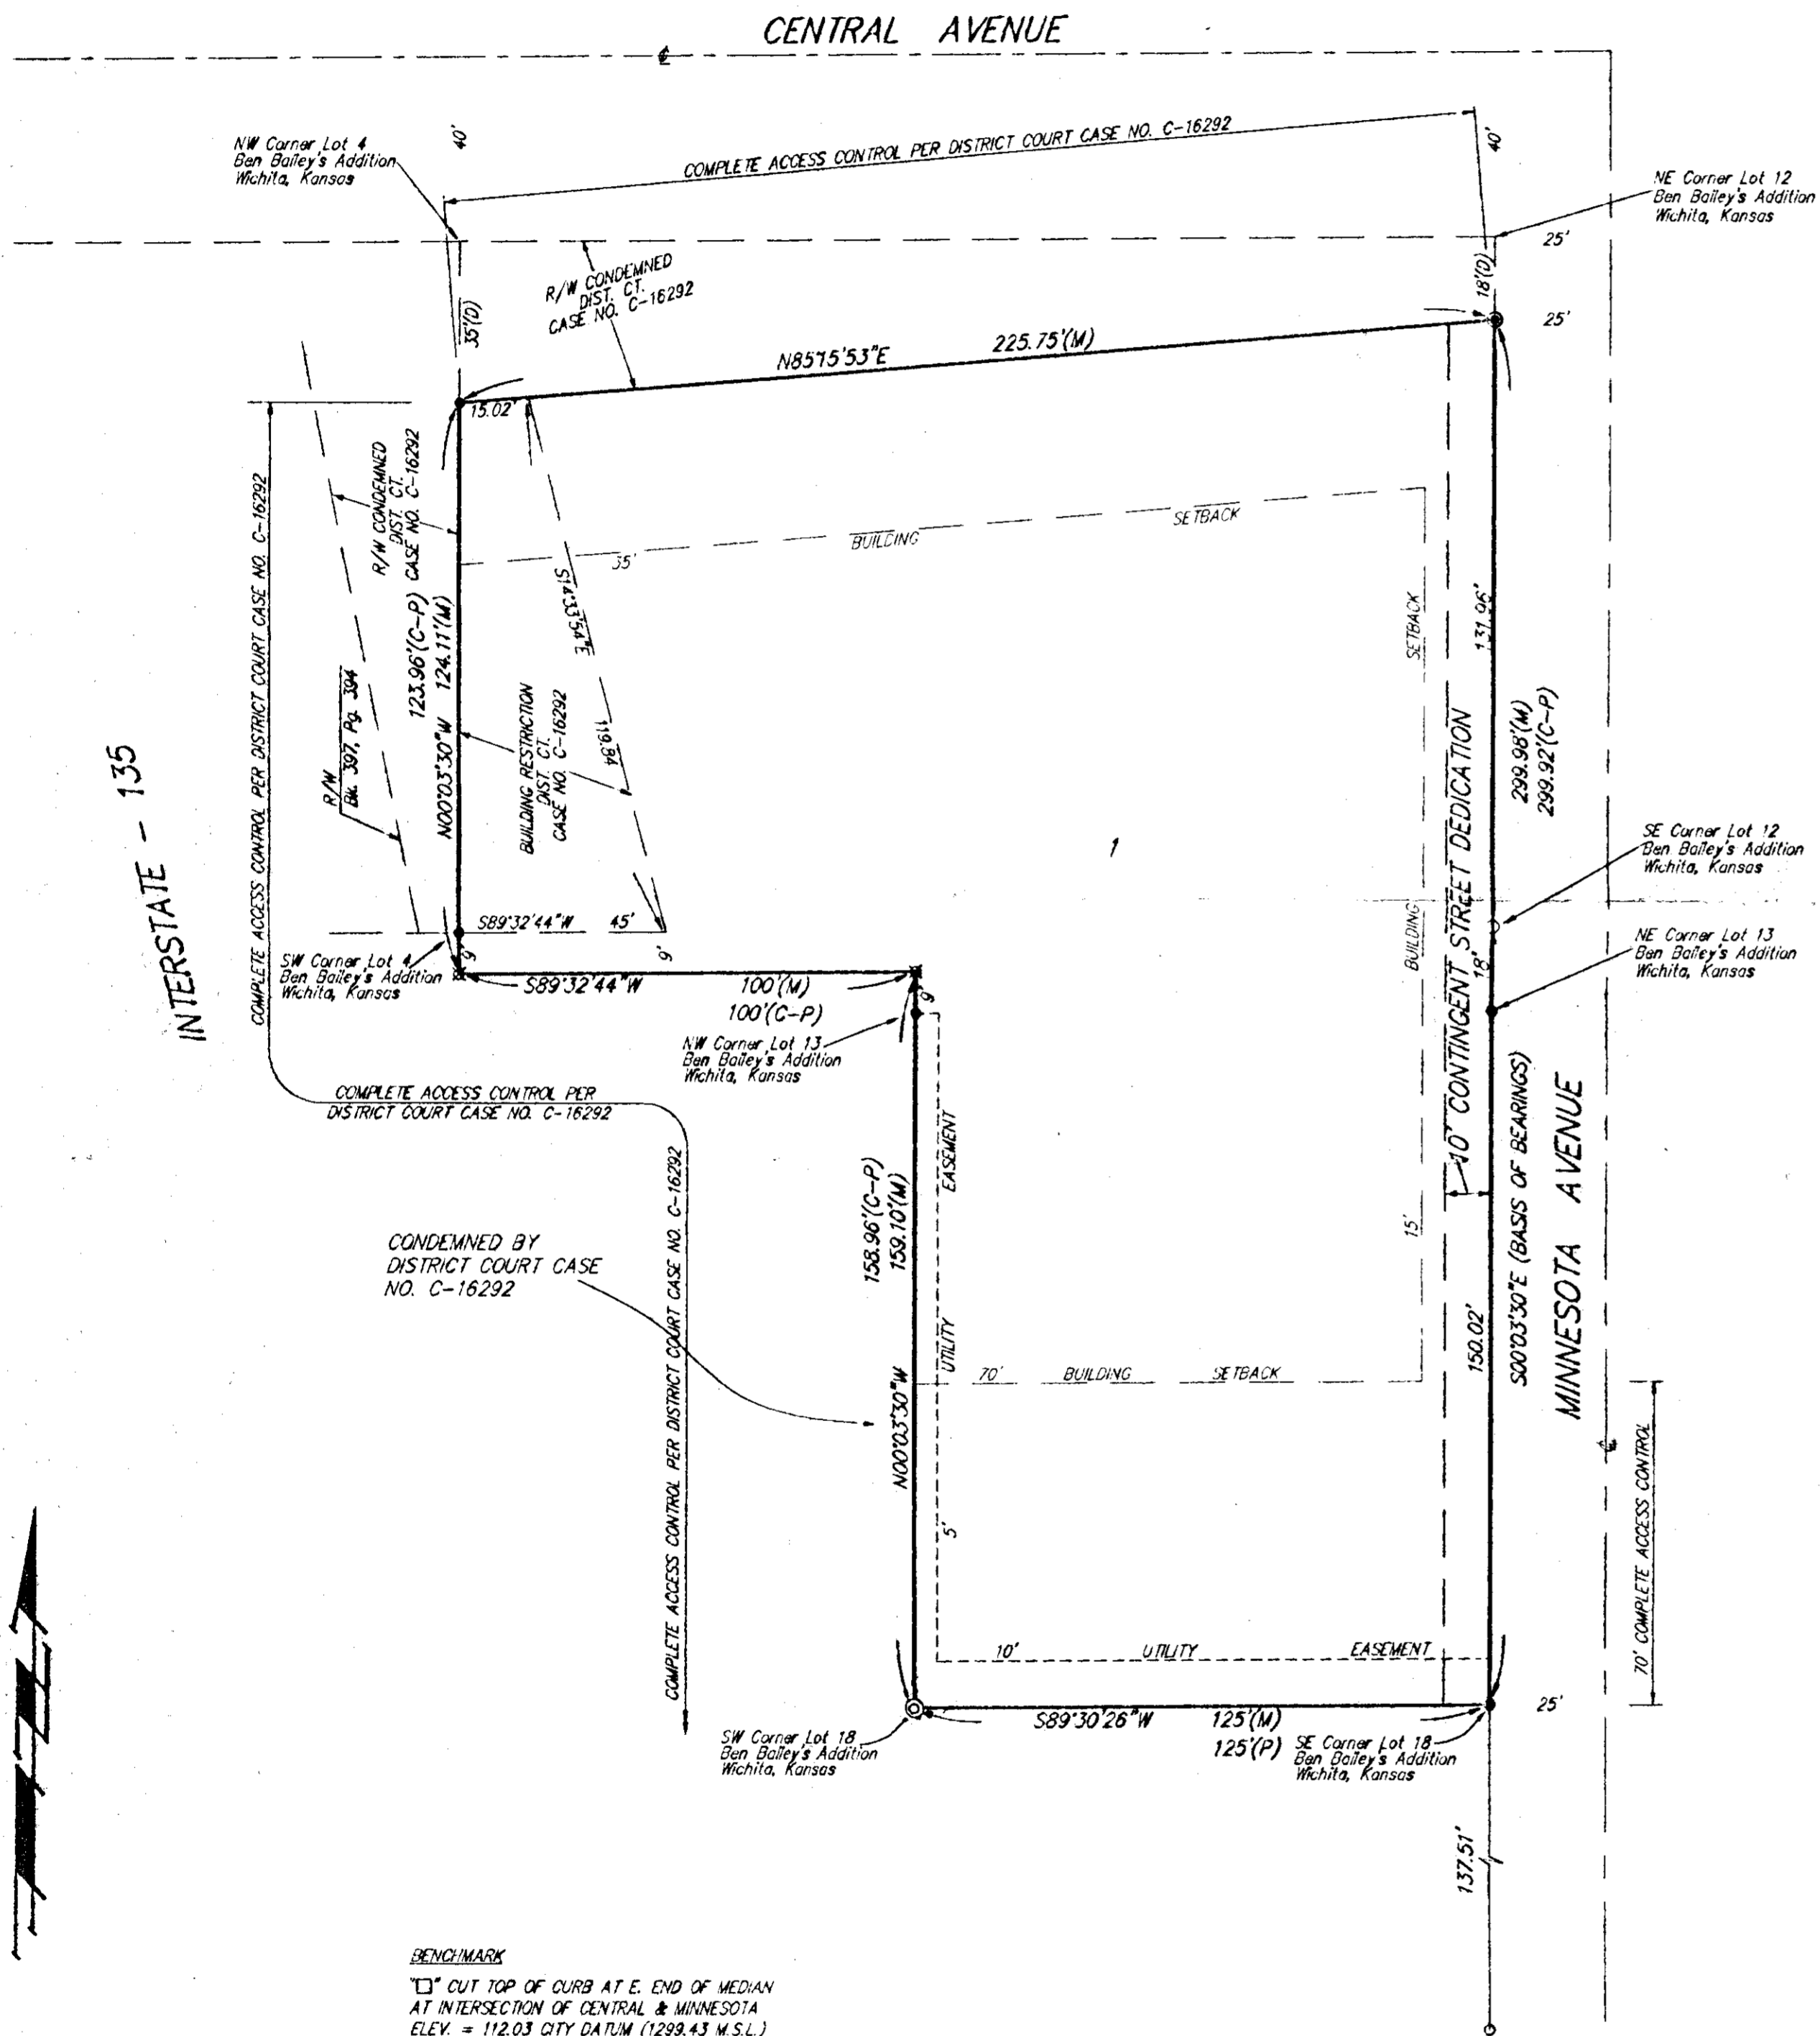 CENTRAL AVENUE
NW Corner Lot 4
Ben Bailey's Addition
Wichita, Kansas
40'
COMPLETE ACCESS CONTROL PER DISTRICT COURT CASE NO. C-16292
40'
NE Corner Lot 12
Ben Bailey's Addition
Wichita, Kansas
25'
18'(D)
25'
R/W CONDEMNED
DIST. CT.
CASE NO. C-16292
35'(D)
N85°15'53"E 225.75'(M)
15.02'
R/W CONDEMNED
DIST. CT.
CASE NO. C-16292
COMPLETE ACCESS CONTROL PER DISTRICT COURT CASE NO. C-16292
35' BUILDING SETBACK
S14°33'54"E
119.84
123.96'(C-P)
N00°03'30"W 124.11'(M)
R/W
Bk. 397, Pg. 394
BUILDING RESTRICTION
DIST. CT.
CASE NO. C-16292
INTERSTATE - 135
SETBACK
BUILDING
15'
131.96'
10' CONTINGENT STREET DEDICATION
299.98'(M)
299.92'(C-P)
1
SE Corner Lot 12
Ben Bailey's Addition
Wichita, Kansas
18'
NE Corner Lot 13
Ben Bailey's Addition
Wichita, Kansas
S89°32'44"W 45'
9'
9'
SW Corner Lot 4
Ben Bailey's Addition
Wichita, Kansas
S89°32'44"W 100'(M)
100'(C-P)
9'
NW Corner Lot 13
Ben Bailey's Addition
Wichita, Kansas
COMPLETE ACCESS CONTROL PER
DISTRICT COURT CASE NO. C-16292
COMPLETE ACCESS CONTROL PER DISTRICT COURT CASE NO. C-16292
CONDEMNED BY
DISTRICT COURT CASE
NO. C-16292
158.96'(C-P)
159.10'(M)
N00°03'30"W
5' UTILITY EASEMENT
70' BUILDING SETBACK
150.02'
S00°03'30"E (BASIS OF BEARINGS)
MINNESOTA AVENUE
70' COMPLETE ACCESS CONTROL
10' UTILITY EASEMENT
25'
S89°30'26"W 125'(M)
125'(P)
SW Corner Lot 18
Ben Bailey's Addition
Wichita, Kansas
SE Corner Lot 18
Ben Bailey's Addition
Wichita, Kansas
137.51'
BENCHMARK
"□" CUT TOP OF CURB AT E. END OF MEDIAN
AT INTERSECTION OF CENTRAL & MINNESOTA
ELEV. = 112.03 CITY DATUM (1299.43 M.S.L.)